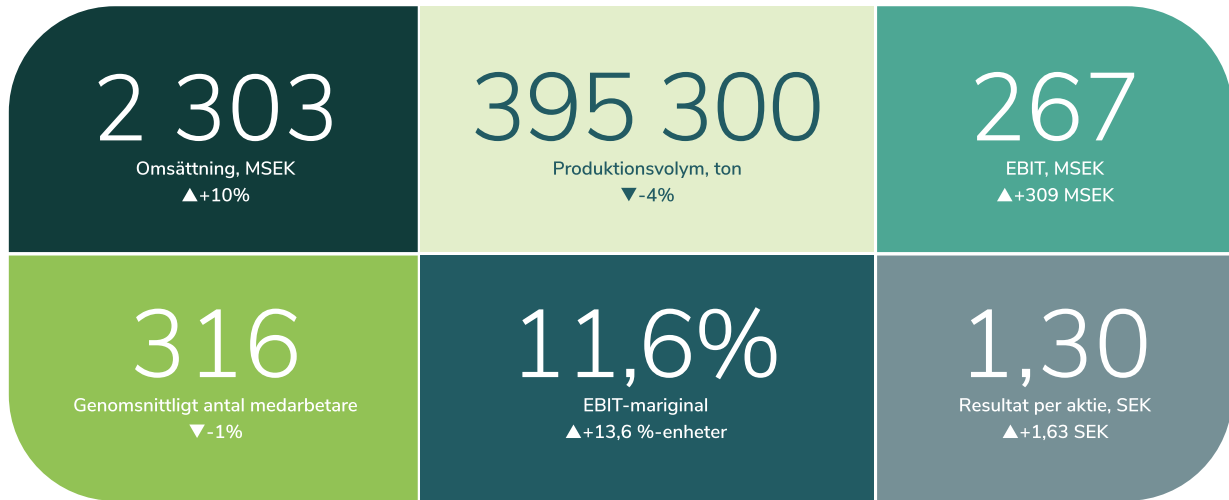 2 303
Omsättning, MSEK
▲+10%
395 300
Produktionsvolym, ton
▼-4%
267
EBIT, MSEK
▲+309 MSEK
316
Genomsnittligt antal medarbetare
▼-1%
11,6%
EBIT-mariginal
▲+13,6 %-enheter
1,30
Resultat per aktie, SEK
▲+1,63 SEK